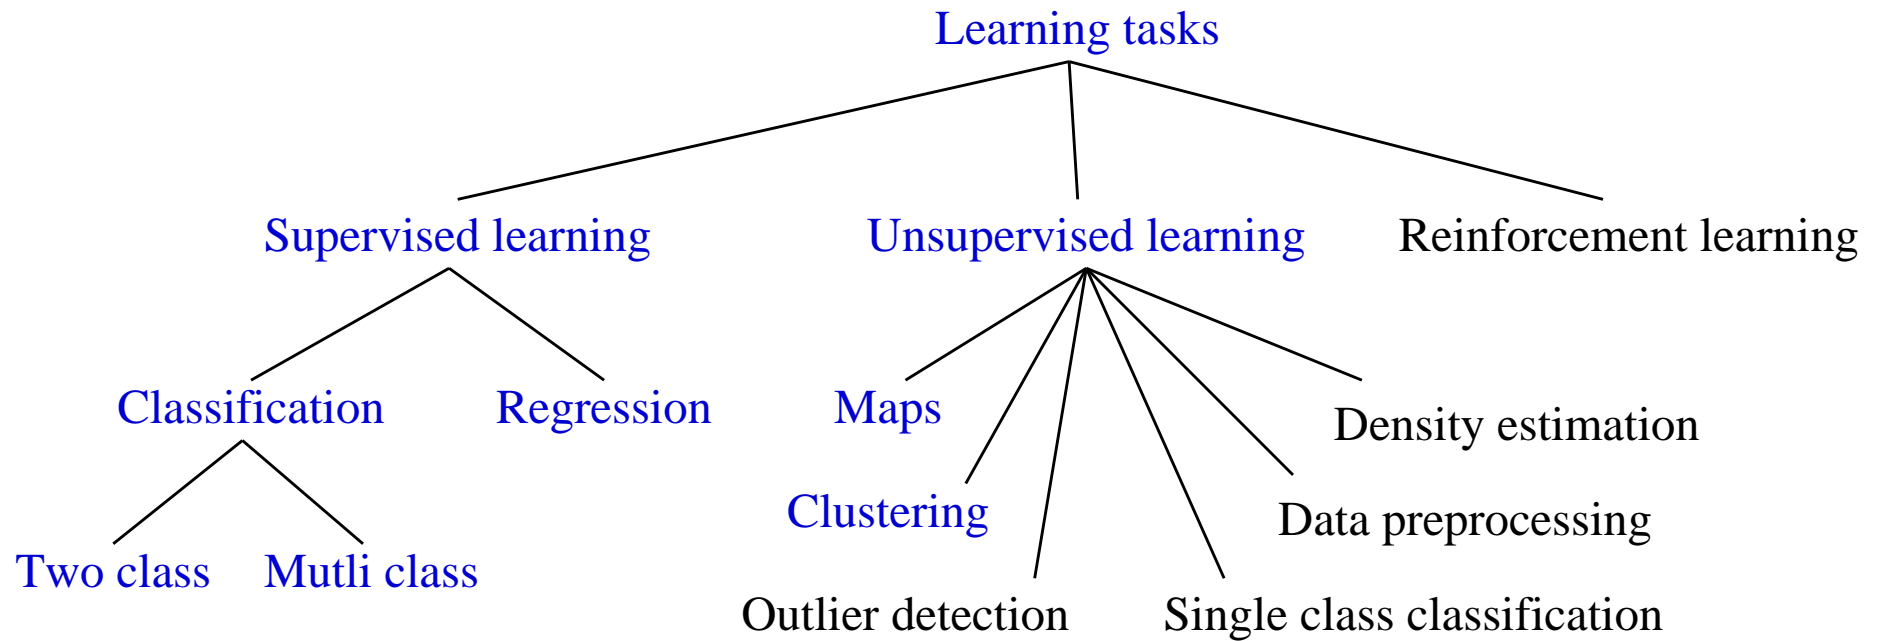 Learning tasks
Supervised learning
Unsupervised learning
Reinforcement learning
Classification
Regression
Maps
Density estimation
Clustering
Data preprocessing
Two class
Mutli class
Outlier detection
Single class classification